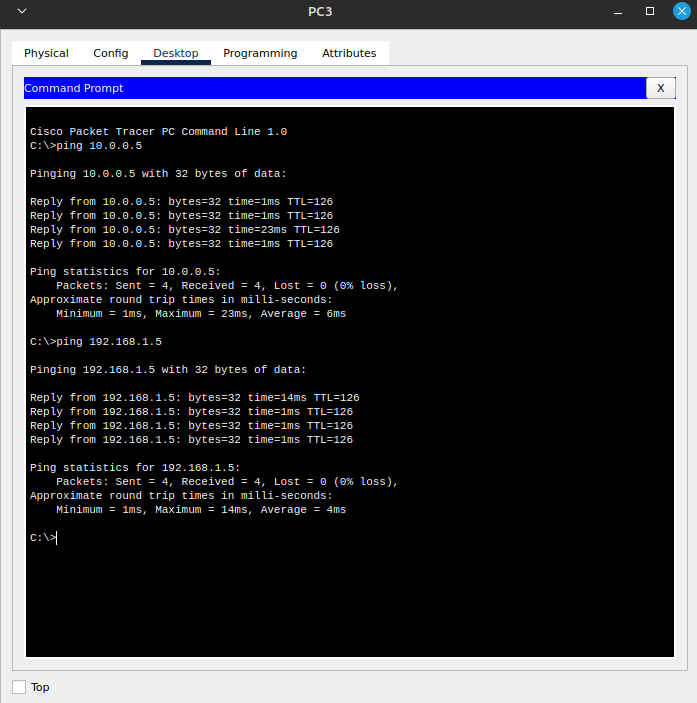 PC3
Physical Config Desktop Programming Attributes
Command Prompt X
Cisco Packet Tracer PC Command Line 1.0
C:\>ping 10.0.0.5
Pinging 10.0.0.5 with 32 bytes of data:
Reply from 10.0.0.5: bytes=32 time=1ms TTL=126
Reply from 10.0.0.5: bytes=32 time=1ms TTL=126
Reply from 10.0.0.5: bytes=32 time=23ms TTL=126
Reply from 10.0.0.5: bytes=32 time=1ms TTL=126
Ping statistics for 10.0.0.5:
Packets: Sent = 4, Received = 4, Lost = 0 (0% loss),
Approximate round trip times in milli-seconds:
Minimum = 1ms, Maximum = 23ms, Average = 6ms
C:\>ping 192.168.1.5
Pinging 192.168.1.5 with 32 bytes of data:
Reply from 192.168.1.5: bytes=32 time=14ms TTL=126
Reply from 192.168.1.5: bytes=32 time=1ms TTL=126
Reply from 192.168.1.5: bytes=32 time=1ms TTL=126
Reply from 192.168.1.5: bytes=32 time=1ms TTL=126
Ping statistics for 192.168.1.5:
Packets: Sent = 4, Received = 4, Lost = 0 (0% loss),
Approximate round trip times in milli-seconds:
Minimum = 1ms, Maximum = 14ms, Average = 4ms
C:\>
Top